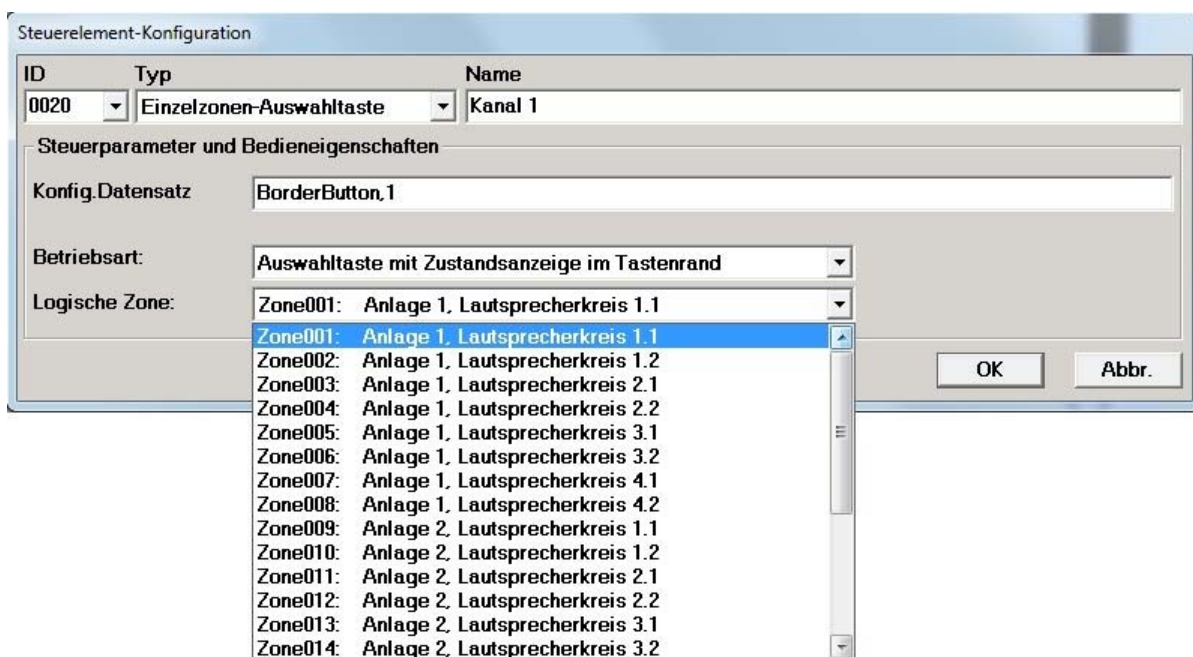 Steuerelement-Konfiguration
ID Typ Name
0020 Einzelzonen-Auswahltaste Kanal 1
Steuerparameter und Bedieneigenschaften
Konfig.Datensatz BorderButton,1
Betriebsart: Auswahltaste mit Zustandsanzeige im Tastenrand
Logische Zone: Zone001: Anlage 1, Lautsprecherkreis 1.1
Zone001: Anlage 1, Lautsprecherkreis 1.1
Zone002: Anlage 1, Lautsprecherkreis 1.2
Zone003: Anlage 1, Lautsprecherkreis 2.1
Zone004: Anlage 1, Lautsprecherkreis 2.2
Zone005: Anlage 1, Lautsprecherkreis 3.1
Zone006: Anlage 1, Lautsprecherkreis 3.2
Zone007: Anlage 1, Lautsprecherkreis 4.1
Zone008: Anlage 1, Lautsprecherkreis 4.2
Zone009: Anlage 2, Lautsprecherkreis 1.1
Zone010: Anlage 2, Lautsprecherkreis 1.2
Zone011: Anlage 2, Lautsprecherkreis 2.1
Zone012: Anlage 2, Lautsprecherkreis 2.2
Zone013: Anlage 2, Lautsprecherkreis 3.1
Zone014: Anlage 2, Lautsprecherkreis 3.2
OK Abbr.